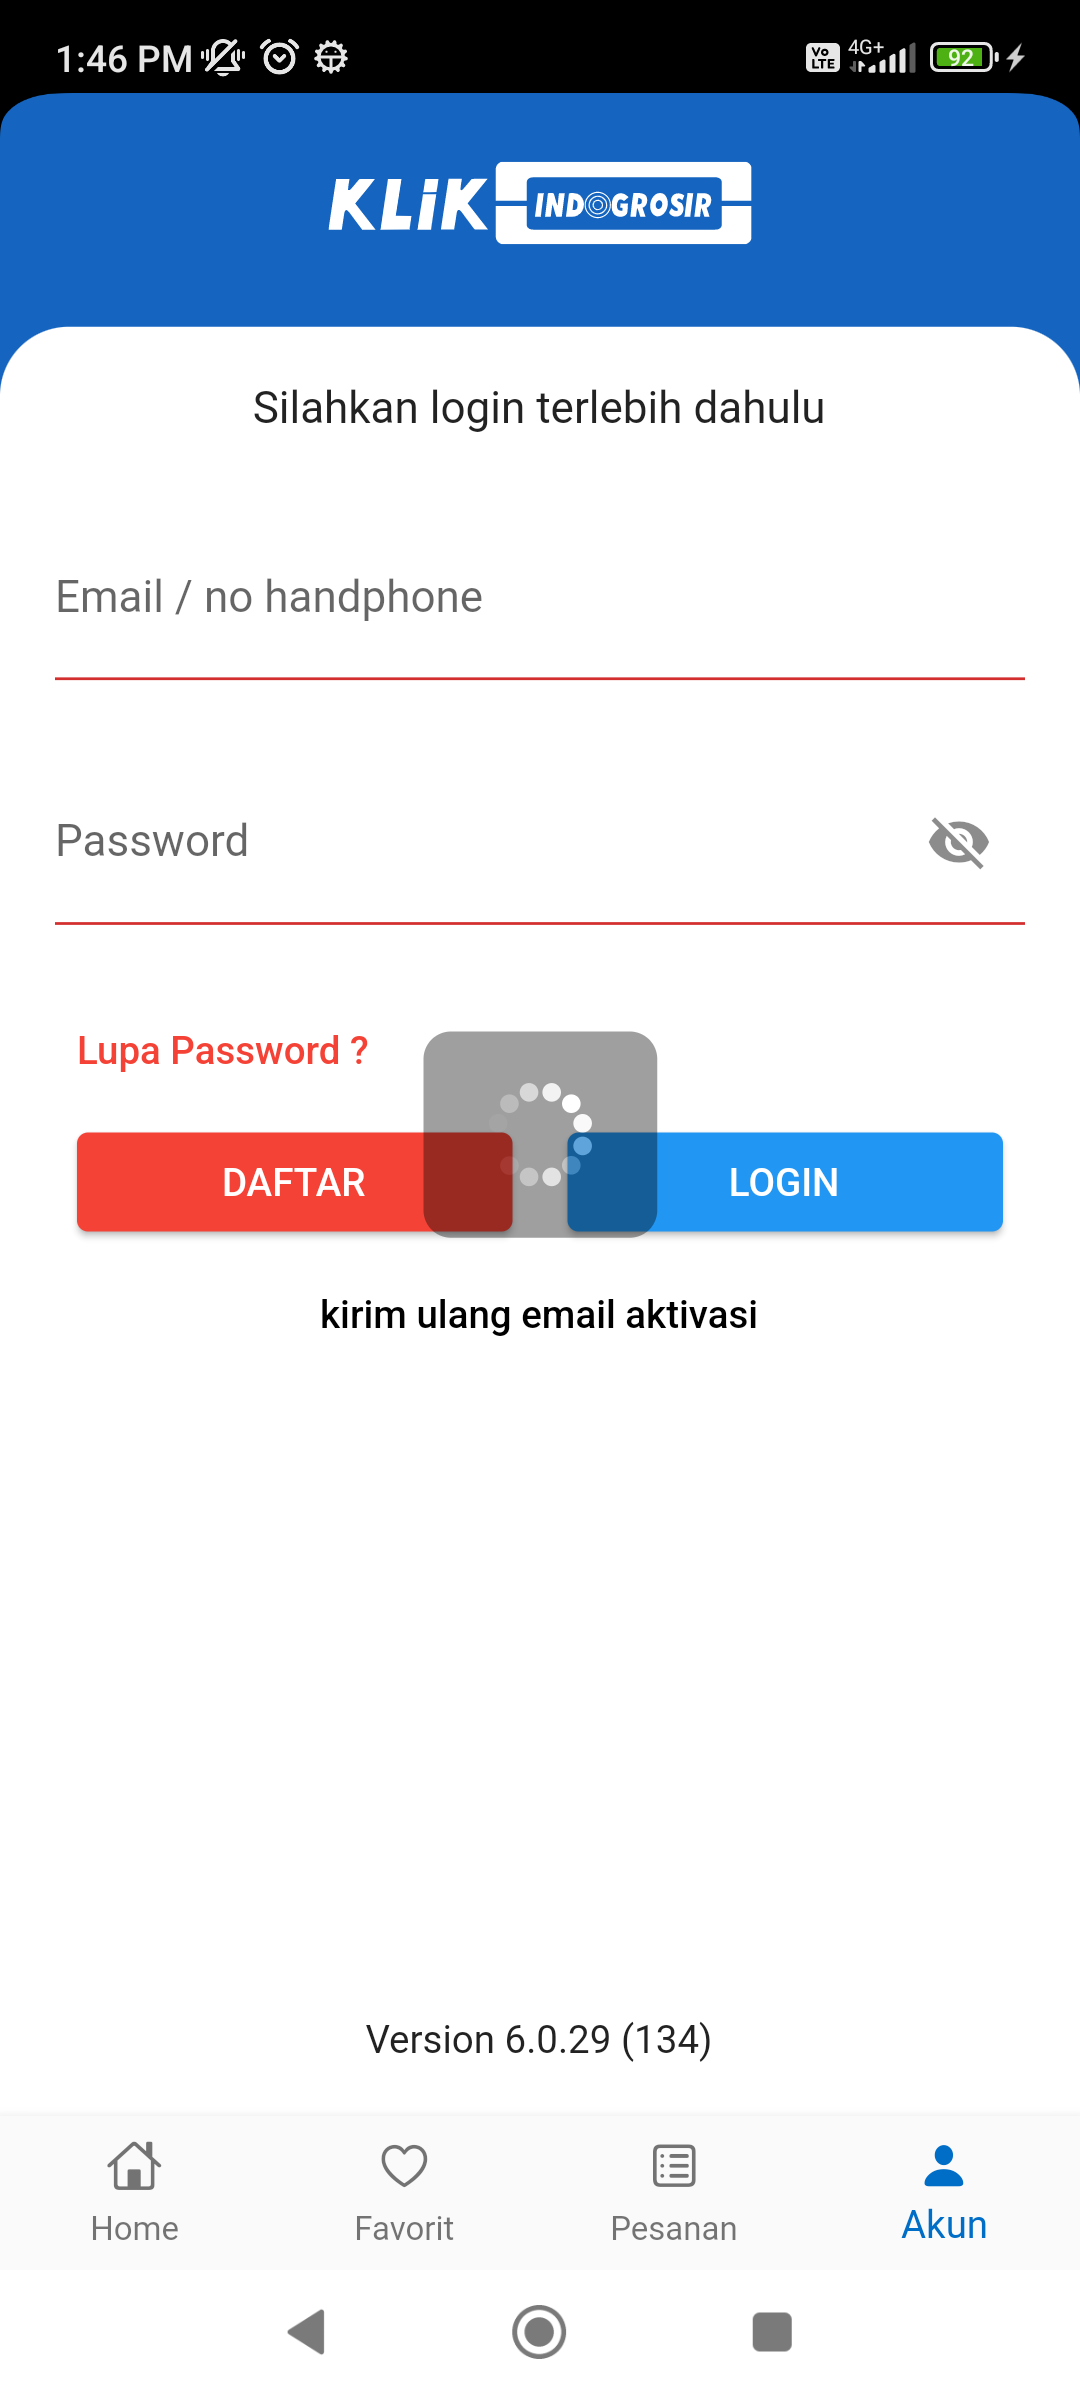 1:46 PM
Vo LTE 4G+ 92
KLiK INDOGROSIR
Silahkan login terlebih dahulu
Email / no handphone
Password
Lupa Password ?
DAFTAR LOGIN
kirim ulang email aktivasi
Version 6.0.29 (134)
Home Favorit Pesanan Akun